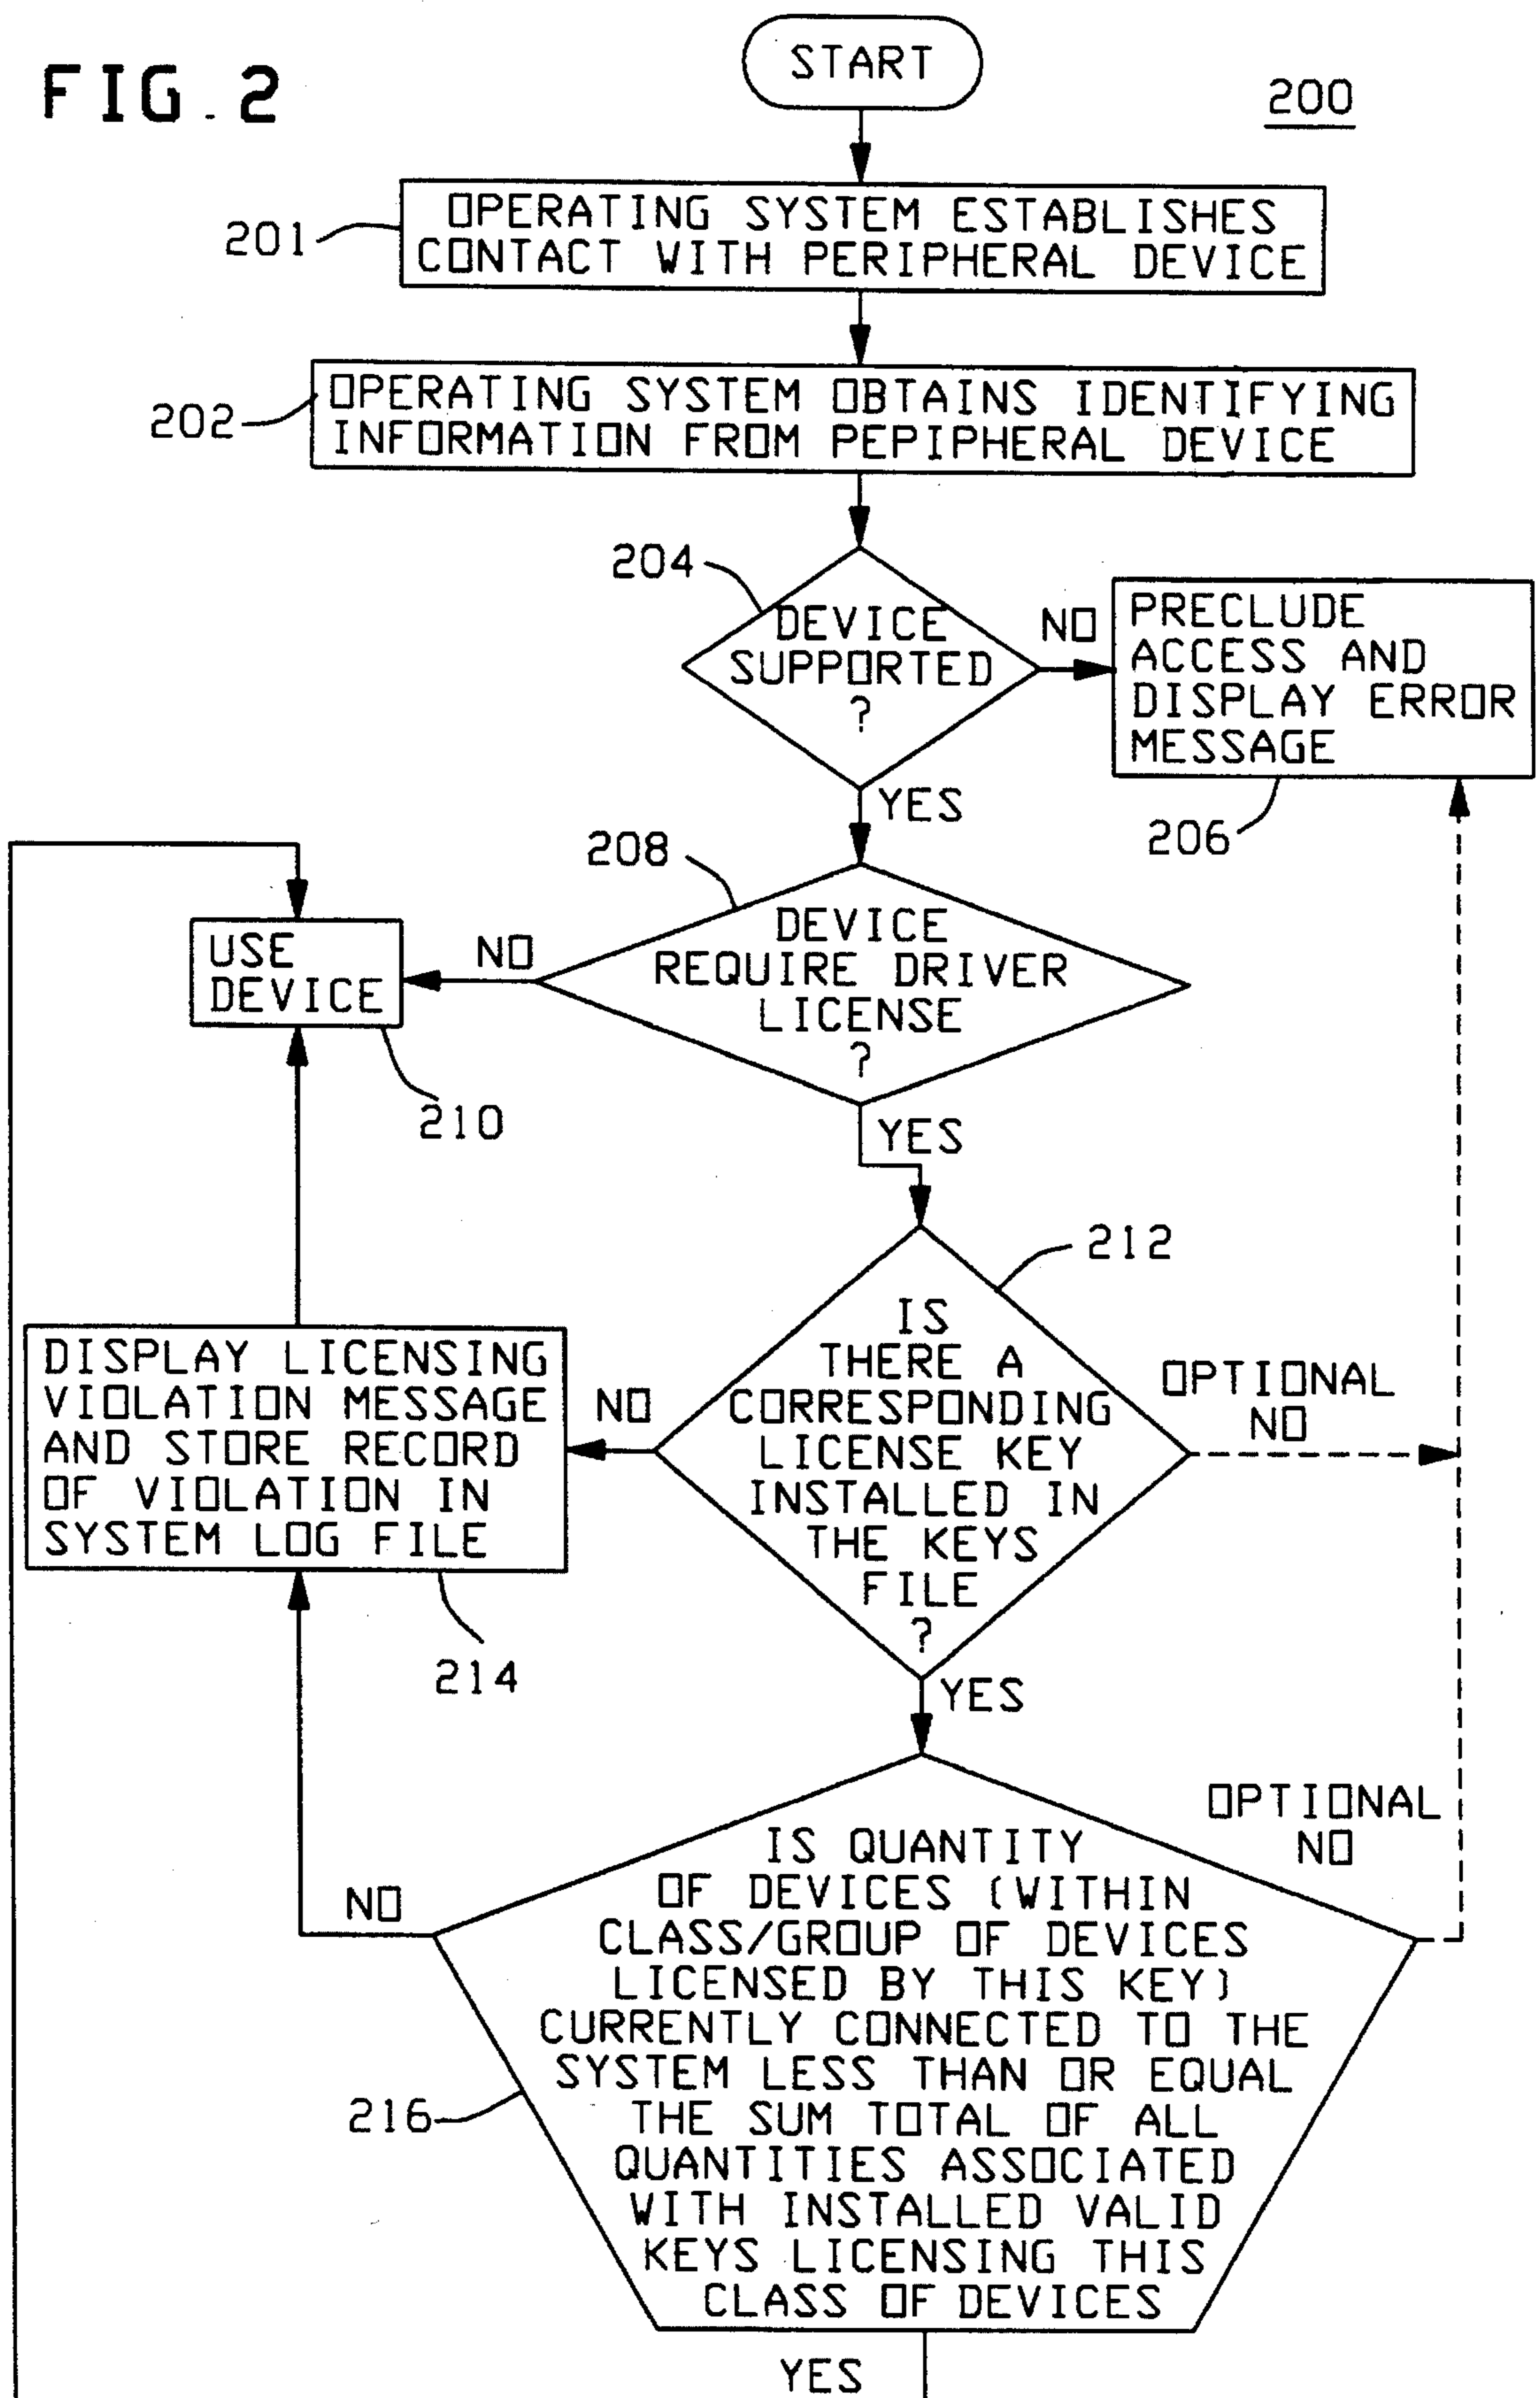 FIG. 2
START
200
201
OPERATING SYSTEM ESTABLISHES
CONTACT WITH PERIPHERAL DEVICE
202
OPERATING SYSTEM OBTAINS IDENTIFYING
INFORMATION FROM PEPIPHERAL DEVICE
204
DEVICE
SUPPORTED
?
NO
PRECLUDE
ACCESS AND
DISPLAY ERROR
MESSAGE
206
YES
208
DEVICE
REQUIRE DRIVER
LICENSE
?
NO
USE
DEVICE
210
YES
212
IS
THERE A
CORRESPONDING
LICENSE KEY
INSTALLED IN
THE KEYS
FILE
?
NO
OPTIONAL
NO
DISPLAY LICENSING
VIOLATION MESSAGE
AND STORE RECORD
OF VIOLATION IN
SYSTEM LOG FILE
214
YES
NO
OPTIONAL
NO
IS QUANTITY
OF DEVICES (WITHIN
CLASS/GROUP OF DEVICES
LICENSED BY THIS KEY)
CURRENTLY CONNECTED TO THE
SYSTEM LESS THAN OR EQUAL
THE SUM TOTAL OF ALL
QUANTITIES ASSOCIATED
WITH INSTALLED VALID
KEYS LICENSING THIS
CLASS OF DEVICES
216
YES